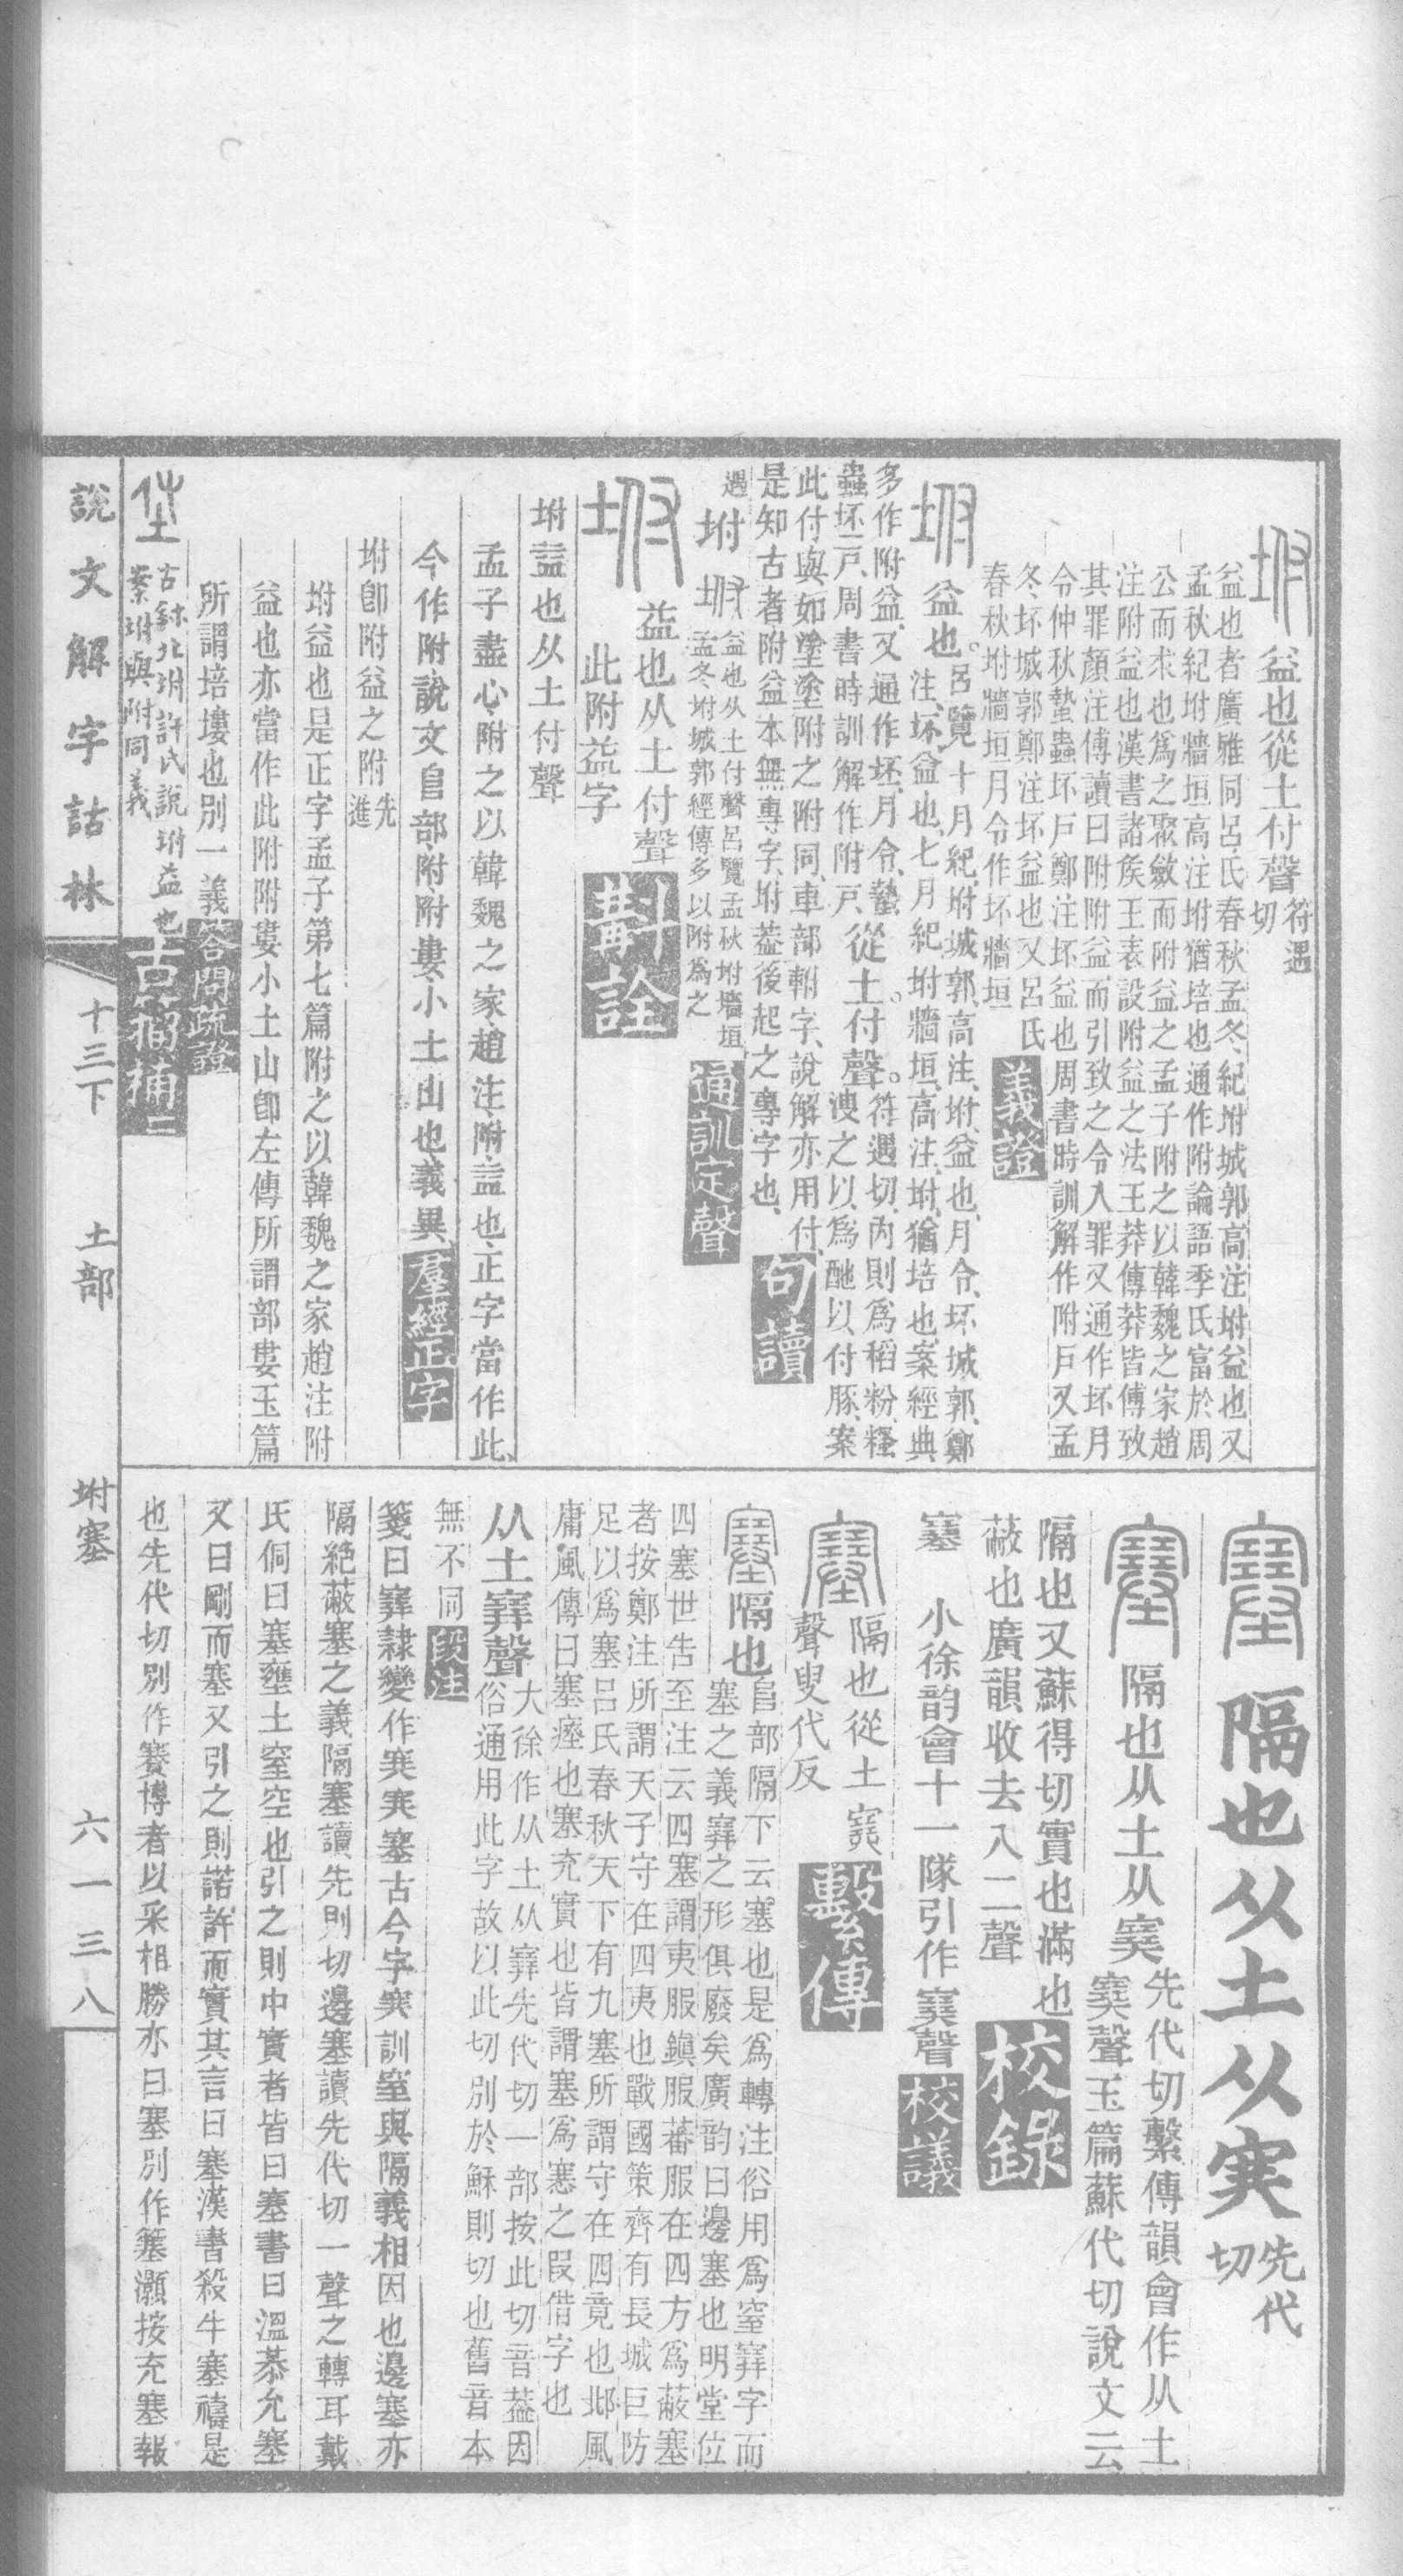 坿 益也從土付聲符遇切
益也者廣雅同呂氏春秋孟冬紀坿城郭高注坿益也又
孟秋紀坿牆垣高注坿猶培也通作附論語季氏富於周
公而求也爲之聚斂而附益之孟子附之以韓魏之家趙
注附益也漢書諸侯王表設附益之法王莽傳莽皆傅致
其罪顏注傅讀曰附附益而引致之令入罪又通作坏月
令仲秋蟄蟲坏戶鄭注坏益也周書時訓解作附戶又孟
冬坏城郭鄭注坏益也又呂氏
春秋坿牆垣月令作坏牆垣 義證
坿 益也。呂覽十月紀、坿城郭、高注、坿、益也、月令、坏城郭、鄭
注、坏益也、七月紀坿牆垣、高注、坿、猶培也、案經典
多作附益、又通作坏、月令、蟄
蟲坏戶、周書時訓解作附戶、從土付聲。符遇切、內則爲稻粉、糔
溲之以爲酏以付豚、案
此付與如塗塗附之附同、車部䡔字、說解亦用付、
是知古者附益本無專字、坿葢後起之專字也、 句讀
坿 坿 益也从土付聲呂覽孟秋坿牆垣
孟冬坿城郭經傳多以附爲之 遇 通訓定聲
坿 益也从土付聲
此附益字 斠詮
坿益也从土付聲
孟子盡心、附之以韓魏之家、趙注、附、益也、正字當作此、
今作附說文𨸏部、附、附婁、小土山也義異、 羣經正字
坿卽附益之附先進
坿益也是正字孟子第七篇附之以韓魏之家趙注附
益也亦當作此附附婁小土山卽左傳所謂部婁玉篇
所謂培塿也別一義 答問疏證
古鉨北坿許氏說坿益也
案坿與附同義 古籀補
塞 隔也从土从𡫳先代切
塞 隔也从土从𡫳先代切繫傳韻會作从土
𡫳聲玉篇蘇代切說文云
隔也又蘇得切實也滿也
蔽也廣韻收去入二聲 校錄
塞 小徐韵會十一隊引作𡫳聲 校議
塞 隔也從土𡫳
聲叟代反 繫傳
塞 隔也𨸏部隔下云塞也是爲轉注俗用爲窒𡫳字而
塞之義𡫳之形俱廢矣廣韵曰邊塞也明堂位
四塞世告至注云四塞謂夷服鎮服蕃服在四方爲蔽塞
者按鄭注所謂天子守在四夷也戰國策齊有長城巨防
足以爲塞呂氏春秋天下有九塞所謂守在四竟也邶風
庸風傳曰塞瘞也塞充實也皆謂塞爲㥶之叚借字也
从土𡫳聲大徐作从土从𡫳先代切一部按此切音葢因
俗通用此字故以此切別於穌則切也舊音本
無不同 段注
箋曰𡫳隸變作𡨄𡨄塞古今字𡨄訓窒與隔義相因也邊塞亦
隔絕蔽塞之義隔塞讀先則切邊塞讀先代切一聲之轉耳戴
氏侗曰塞壅土窒空也引之則中實者皆曰塞書曰溫恭允塞
又曰剛而塞又引之則諾許而實其言曰塞漢書殺牛塞禱是
也先代切別作賽博者以采相勝亦曰塞別作簺灝按充塞報
說文解字詁林 十三下 土部 坿塞 六一三八